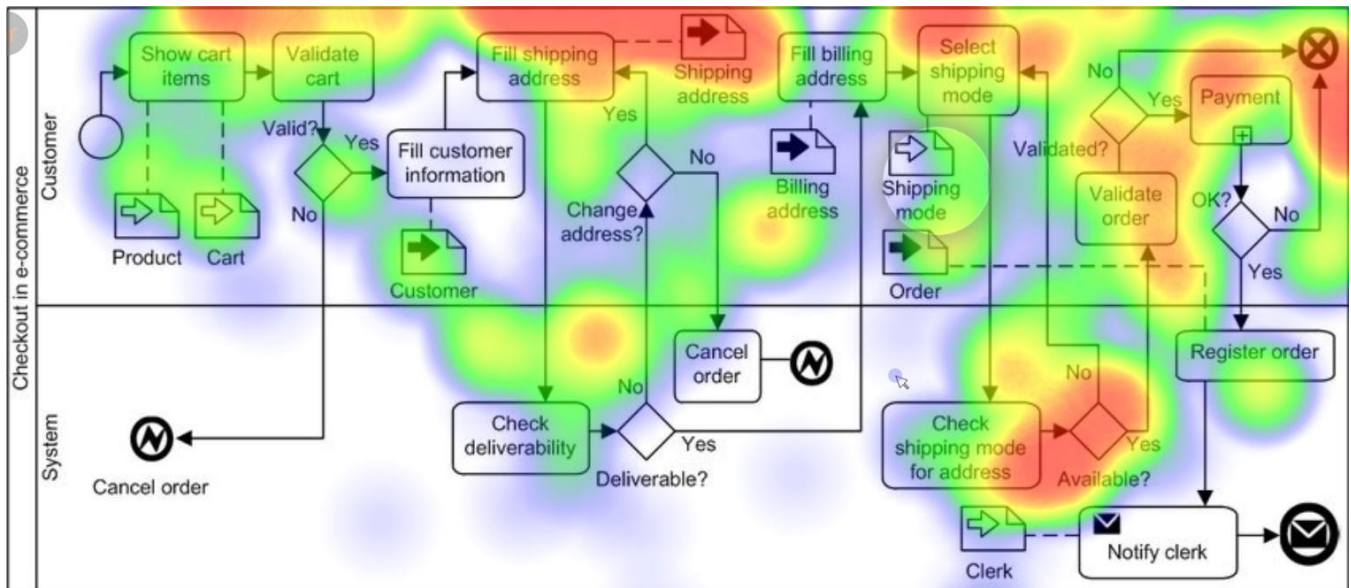 Checkout in e-commerce
Customer
Show cart
items
Validate
cart
Valid?
Yes
No
Product
Cart
Fill customer
information
Customer
Fill shipping
address
Shipping
address
Yes
No
Change
address?
Fill billing
address
Billing
address
Select
shipping
mode
Shipping
mode
Order
No
Yes
Validated?
Validate
order
Payment
OK?
No
Yes
System
Cancel order
Check
deliverability
No
Yes
Deliverable?
Cancel
order
Check
shipping mode
for address
No
Yes
Available?
Register order
Clerk
Notify clerk